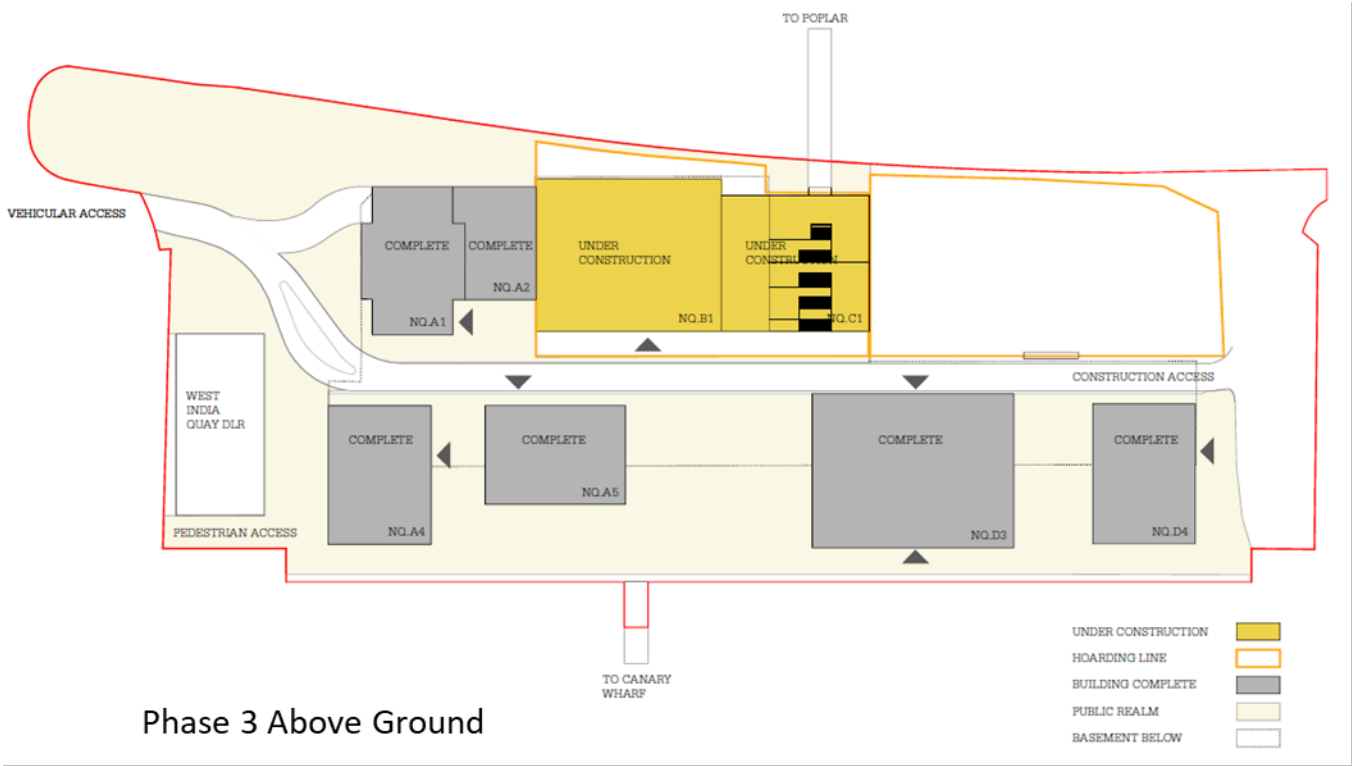 TO POPLAR
VEHICULAR ACCESS
COMPLETE
COMPLETE
UNDER
CONSTRUCTION
UNDER
CONSTRUCTION
NQ.A2
NQ.A1
NQ.B1
NQ.C1
CONSTRUCTION ACCESS
WEST
INDIA
QUAY DLR
COMPLETE
COMPLETE
COMPLETE
COMPLETE
NQ.A5
NQ.A4
NQ.D3
NQ.D4
PEDESTRIAN ACCESS
TO CANARY
WHARF
UNDER CONSTRUCTION
HOARDING LINE
BUILDING COMPLETE
PUBLIC REALM
BASEMENT BELOW
Phase 3 Above Ground